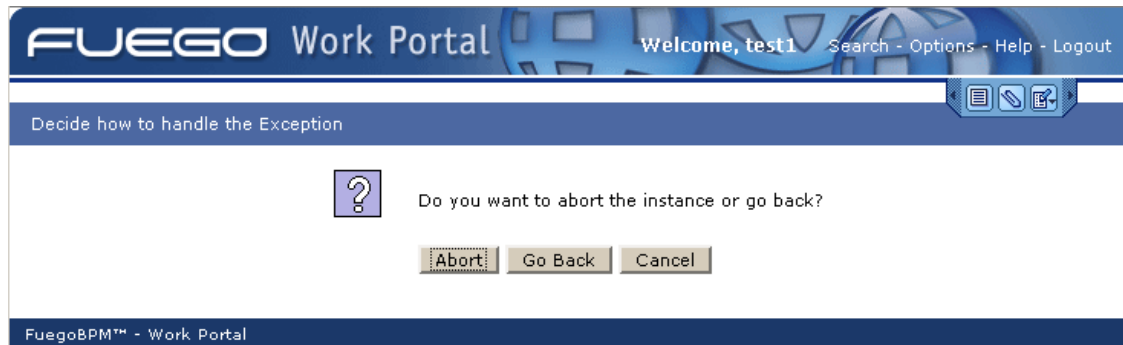 FUEGO Work Portal Welcome, test1 Search - Options - Help - Logout
Decide how to handle the Exception
?
Do you want to abort the instance or go back?
Abort Go Back Cancel
FuegoBPM™ - Work Portal